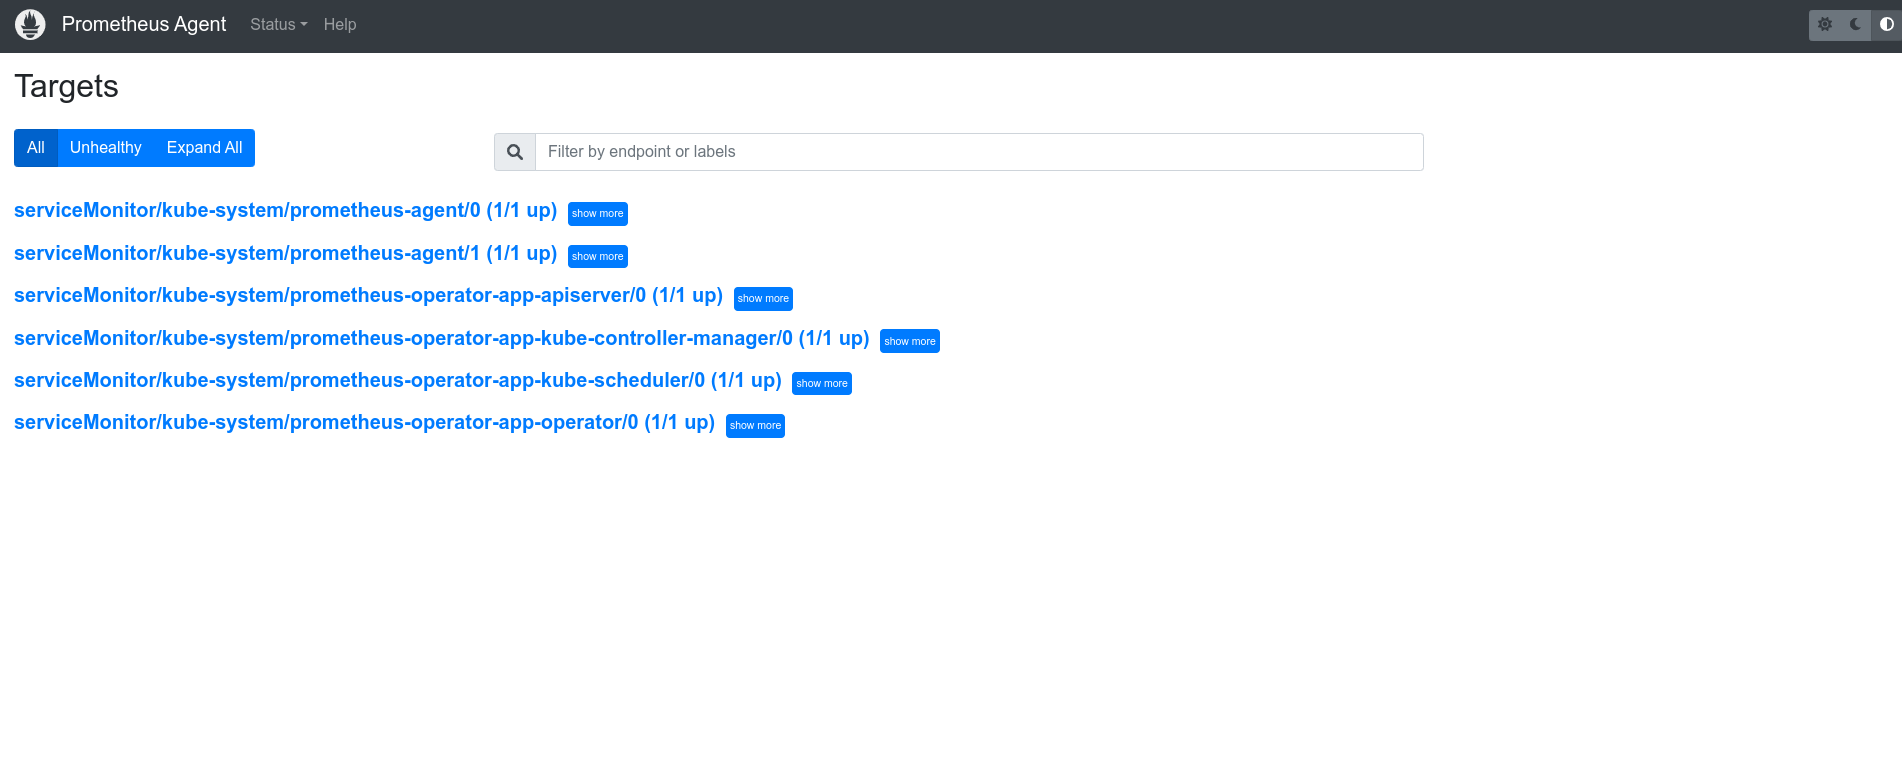 Prometheus Agent Status Help
Targets
All Unhealthy Expand All Filter by endpoint or labels
serviceMonitor/kube-system/prometheus-agent/0 (1/1 up) show more
serviceMonitor/kube-system/prometheus-agent/1 (1/1 up) show more
serviceMonitor/kube-system/prometheus-operator-app-apiserver/0 (1/1 up) show more
serviceMonitor/kube-system/prometheus-operator-app-kube-controller-manager/0 (1/1 up) show more
serviceMonitor/kube-system/prometheus-operator-app-kube-scheduler/0 (1/1 up) show more
serviceMonitor/kube-system/prometheus-operator-app-operator/0 (1/1 up) show more